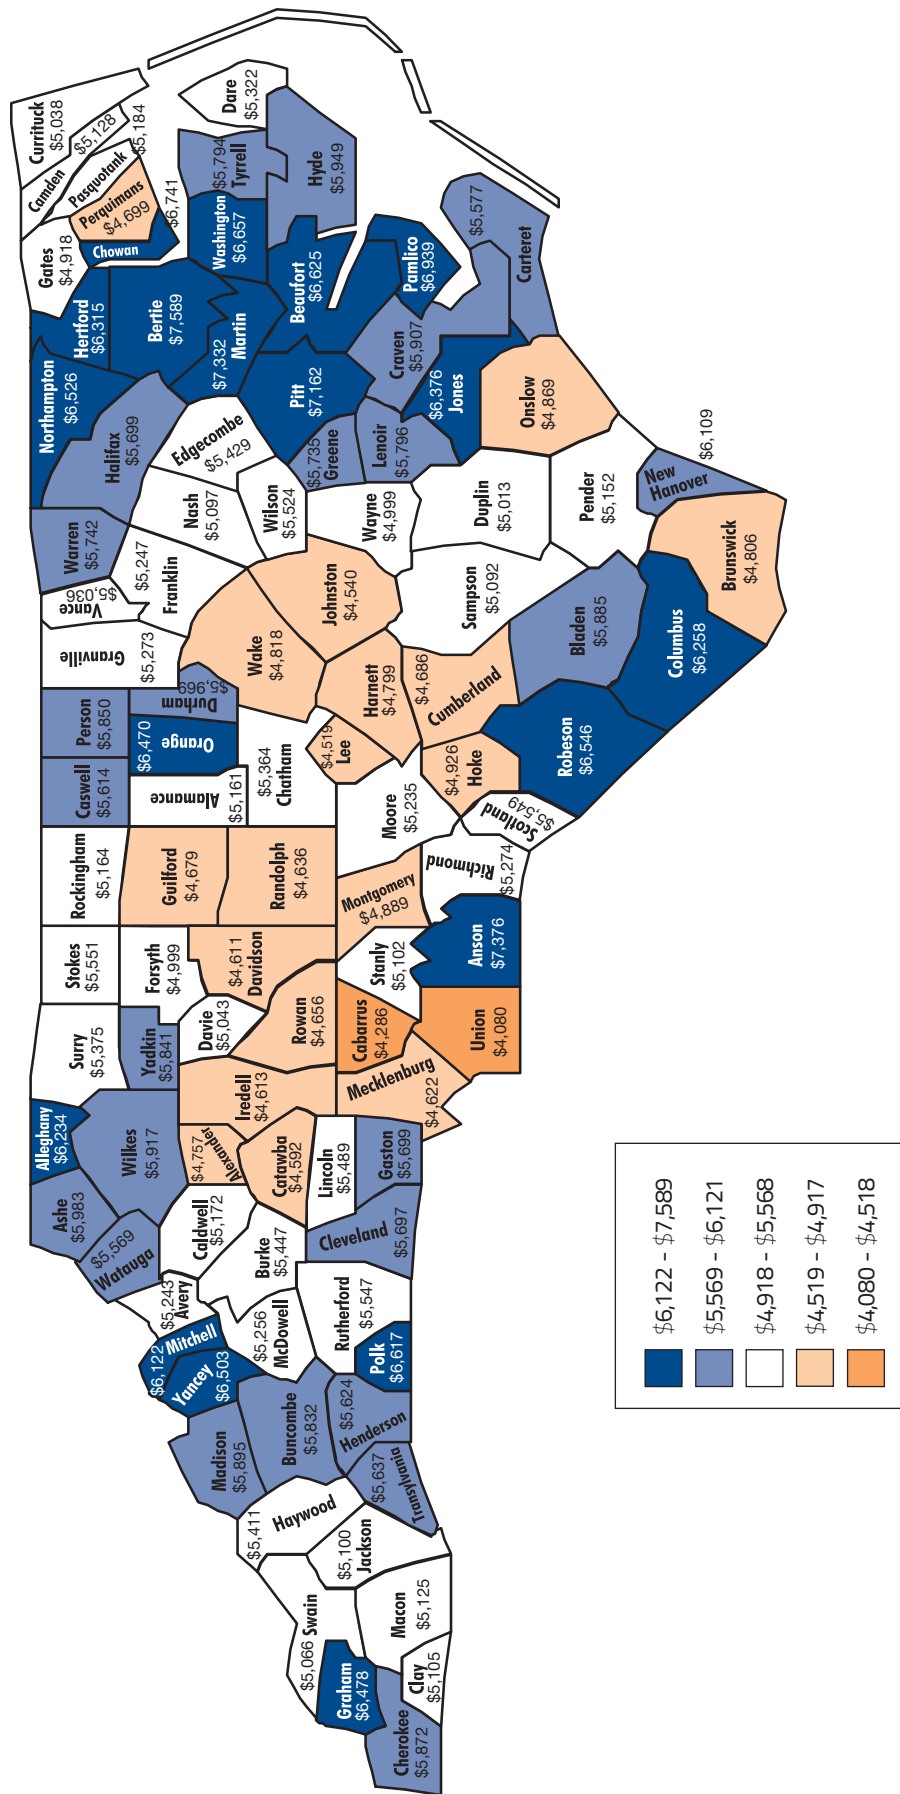 Cherokee
$5,872
Graham
$6,478
Clay
$5,105
$5,066
Swain
Macon
$5,125
$5,100
Jackson
$5,411
Haywood
$5,637
Transylvania
Madison
$5,895
Buncombe
$5,832
$5,624
Henderson
Yancey
$6,503
$6,122
Mitchell
$5,243
Avery
$5,256
McDowell
Polk
$6,617
Rutherford
$5,547
$5,569
Watauga
Ashe
$5,983
Alleghany
$6,234
Wilkes
$5,917
Caldwell
$5,172
Burke
$5,447
Cleveland
$5,697
$4,757
Alexander
Catawba
$4,592
Lincoln
$5,489
Gaston
$5,699
Surry
$5,375
Yadkin
$5,841
Iredell
$4,613
Davie
$5,043
Rowan
$4,656
Cabarrus
$4,286
Mecklenburg
$4,622
Union
$4,080
Stokes
$5,551
Forsyth
$4,999
$4,611
Davidson
Stanly
$5,102
Anson
$7,376
Rockingham
$5,164
Guilford
$4,679
Randolph
$4,636
Montgomery
$4,889
Richmond
$5,274
Caswell
$5,614
Alamance
$5,161
$5,364
Chatham
Moore
$5,235
Scotland
$5,549
Person
$5,850
$6,470
Orange
Durham
$5,969
$4,519
Lee
$4,926
Hoke
Robeson
$6,546
Granville
$5,273
Vance
$5,036
Wake
$4,818
Harnett
$4,799
$4,686
Cumberland
Warren
$5,742
$5,247
Franklin
Johnston
$4,540
Sampson
$5,092
Bladen
$5,885
Columbus
$6,258
Brunswick
$4,806
Northampton
$6,526
Halifax
$5,699
Nash
$5,097
Edgecombe
$5,429
Wilson
$5,524
Wayne
$4,999
Duplin
$5,013
Pender
$5,152
New
Hanover
$6,109
Hertford
$6,315
Bertie
$7,589
$7,332
Martin
Pitt
$7,162
$5,735
Greene
Lenoir
$5,796
$6,376
Jones
Onslow
$4,869
Gates
$4,918
Chowan
$6,741
Perquimans
$4,699
Pasquotank
$5,184
Camden
$5,128
Currituck
$5,038
Washington
$6,657
$5,794
Tyrrell
Dare
$5,322
Hyde
$5,949
Beaufort
$6,625
Pamlico
$6,939
Craven
$5,907
$5,577
Carteret
$6,122 - $7,589
$5,569 - $6,121
$4,918 - $5,568
$4,519 - $4,917
$4,080 - $4,518